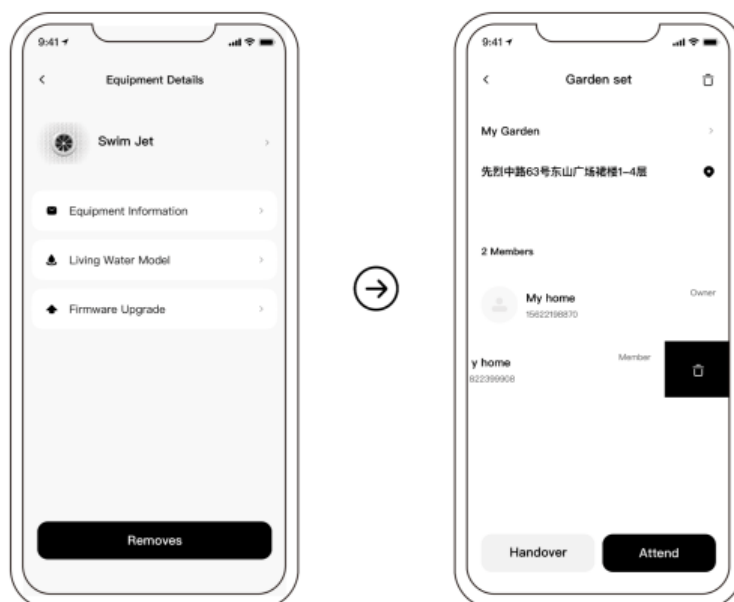 9:41
Equipment Details
Swim Jet
Equipment Information
Living Water Model
Firmware Upgrade
Removes
9:41
Garden set
My Garden
先烈中路63号东山广场裙楼1-4层
2 Members
My home
Owner
15622198870
y home
Member
822399908
Handover
Attend